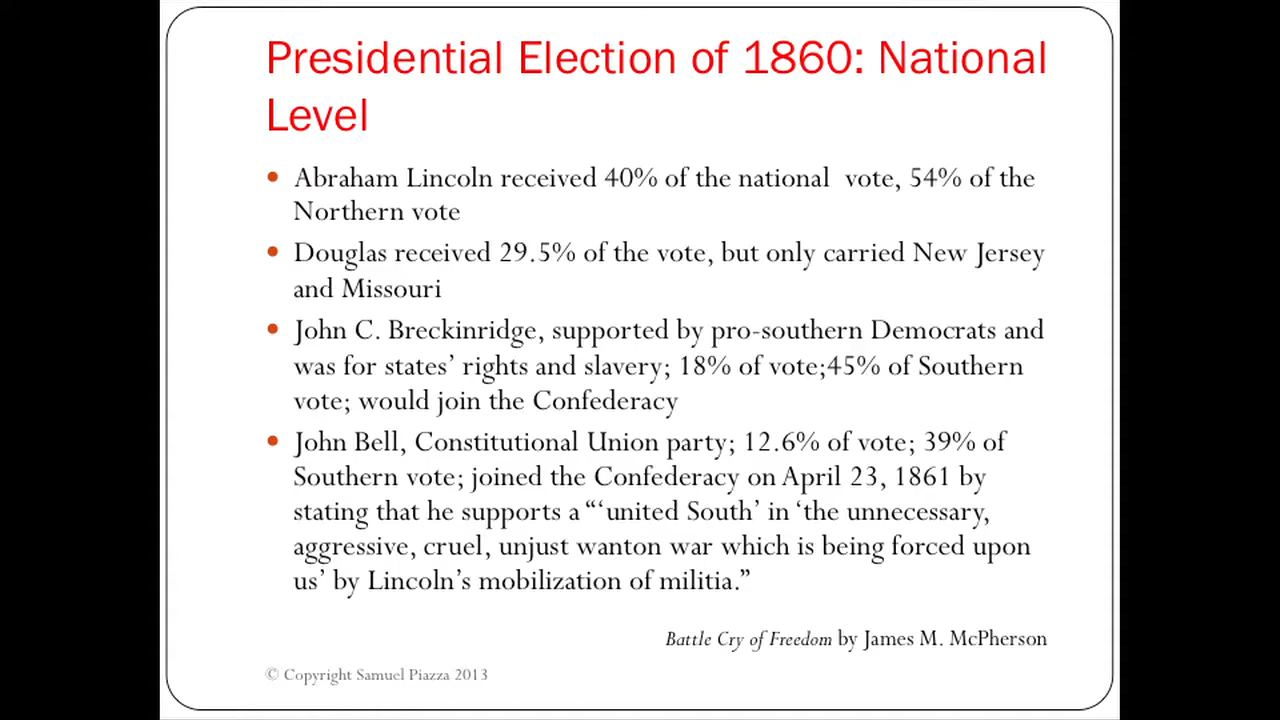 Presidential Election of 1860: National
Level
• Abraham Lincoln received 40% of the national  vote, 54% of the
Northern vote
• Douglas received 29.5% of the vote, but only carried New Jersey
and Missouri
• John C. Breckinridge, supported by pro-southern Democrats and
was for states’ rights and slavery; 18% of vote;45% of Southern
vote; would join the Confederacy
• John Bell, Constitutional Union party; 12.6% of vote; 39% of
Southern vote; joined the Confederacy on April 23, 1861 by
stating that he supports a “‘united South’ in ‘the unnecessary,
aggressive, cruel, unjust wanton war which is being forced upon
us’ by Lincoln’s mobilization of militia.”
Battle Cry of Freedom by James M. McPherson
© Copyright Samuel Piazza 2013